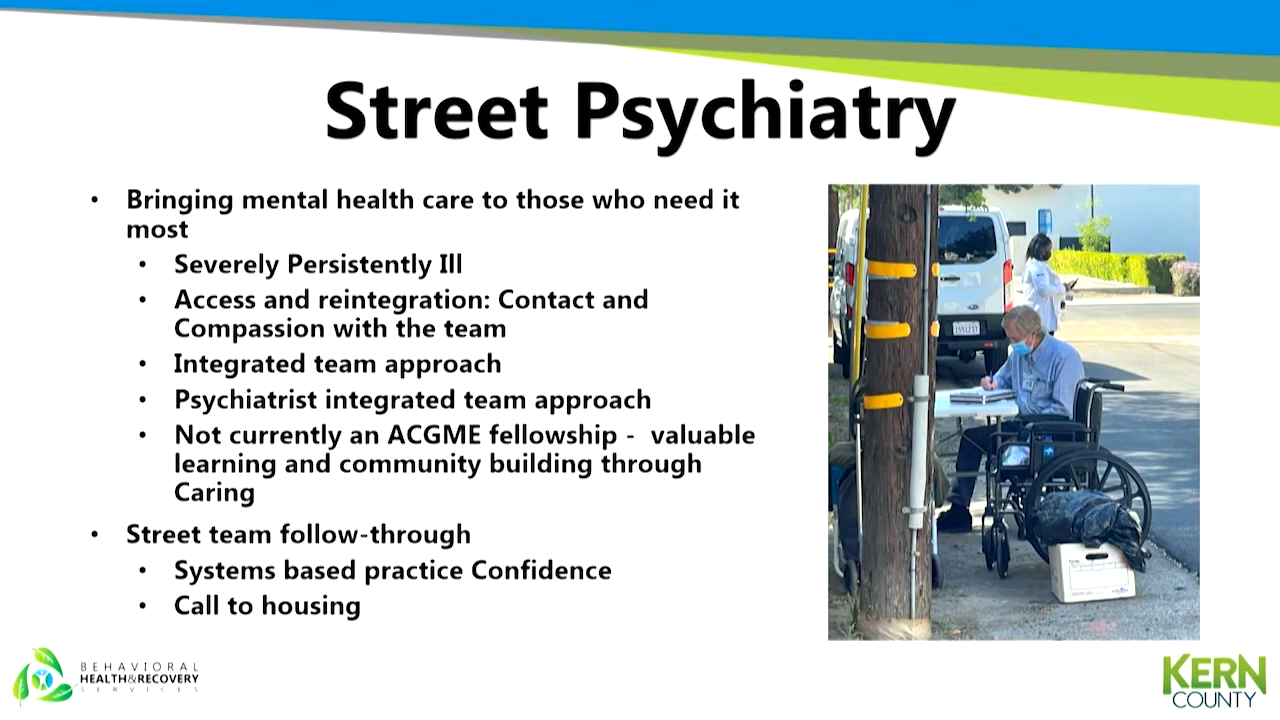 Street Psychiatry
• Bringing mental health care to those who need it
most
• Severely Persistently Ill
• Access and reintegration: Contact and
Compassion with the team
• Integrated team approach
• Psychiatrist integrated team approach
• Not currently an ACGME fellowship - valuable
learning and community building through
Caring
• Street team follow-through
• Systems based practice Confidence
• Call to housing
BEHAVIORAL
HEALTH&RECOVERY
SERVICES
KERN
COUNTY